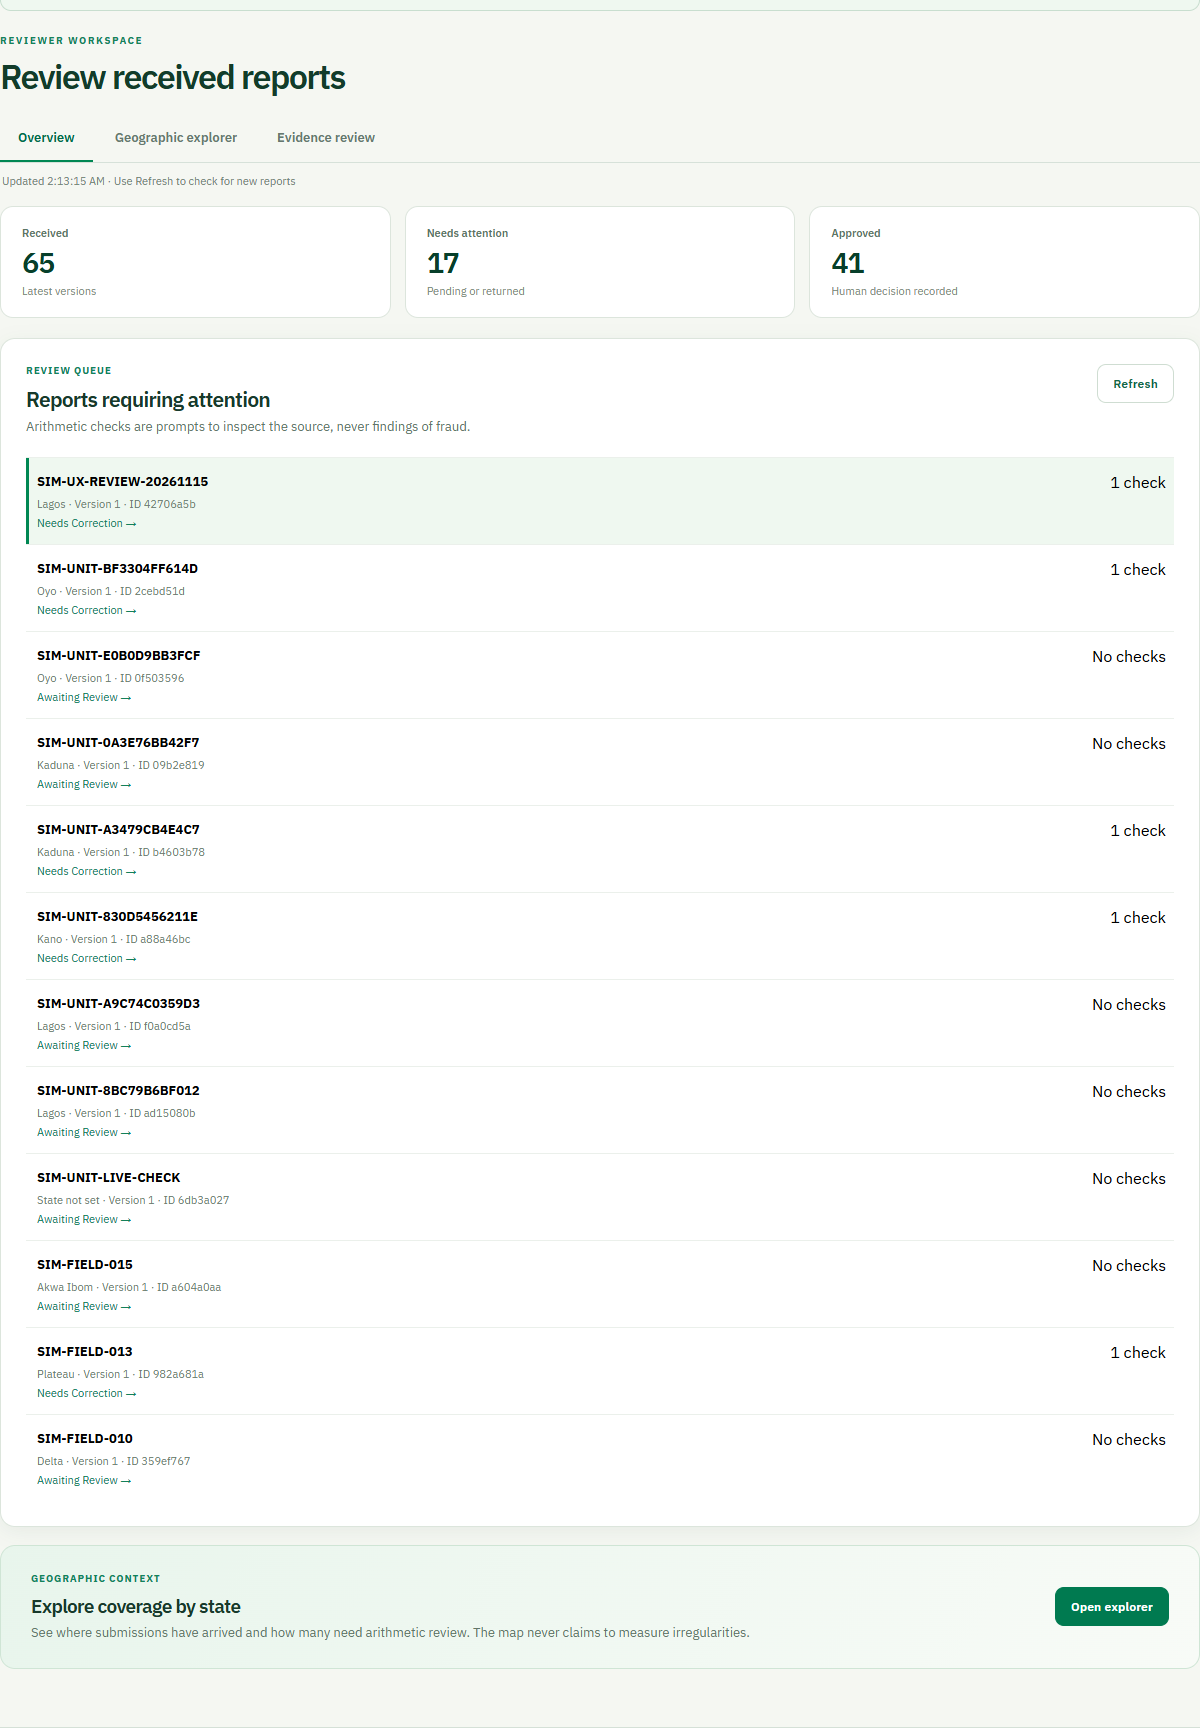 REVIEWER WORKSPACE
Review received reports
Overview
Geographic explorer
Evidence review
Updated 2:13:15 AM · Use Refresh to check for new reports
Received
65
Latest versions
Needs attention
17
Pending or returned
Approved
41
Human decision recorded
REVIEW QUEUE
Reports requiring attention
Arithmetic checks are prompts to inspect the source, never findings of fraud.
Refresh
SIM-UX-REVIEW-20261115
1 check
Lagos · Version 1 · ID 42706a5b
Needs Correction →
SIM-UNIT-BF3304FF614D
1 check
Oyo · Version 1 · ID 2cebd51d
Needs Correction →
SIM-UNIT-E0B0D9BB3FCF
No checks
Oyo · Version 1 · ID 0f503596
Awaiting Review →
SIM-UNIT-0A3E76BB42F7
No checks
Kaduna · Version 1 · ID 09b2e819
Awaiting Review →
SIM-UNIT-A3479CB4E4C7
1 check
Kaduna · Version 1 · ID b4603b78
Needs Correction →
SIM-UNIT-830D5456211E
1 check
Kano · Version 1 · ID a88a46bc
Needs Correction →
SIM-UNIT-A9C74C0359D3
No checks
Lagos · Version 1 · ID f0a0cd5a
Awaiting Review →
SIM-UNIT-8BC79B6BF012
No checks
Lagos · Version 1 · ID ad15080b
Awaiting Review →
SIM-UNIT-LIVE-CHECK
No checks
State not set · Version 1 · ID 6db3a027
Awaiting Review →
SIM-FIELD-015
No checks
Akwa Ibom · Version 1 · ID a604a0aa
Awaiting Review →
SIM-FIELD-013
1 check
Plateau · Version 1 · ID 982a681a
Needs Correction →
SIM-FIELD-010
No checks
Delta · Version 1 · ID 359ef767
Awaiting Review →
GEOGRAPHIC CONTEXT
Explore coverage by state
See where submissions have arrived and how many need arithmetic review. The map never claims to measure irregularities.
Open explorer